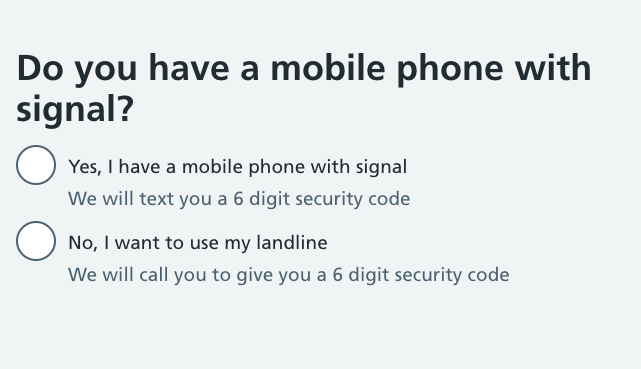 Do you have a mobile phone with
signal?
Yes, I have a mobile phone with signal
We will text you a 6 digit security code
No, I want to use my landline
We will call you to give you a 6 digit security code